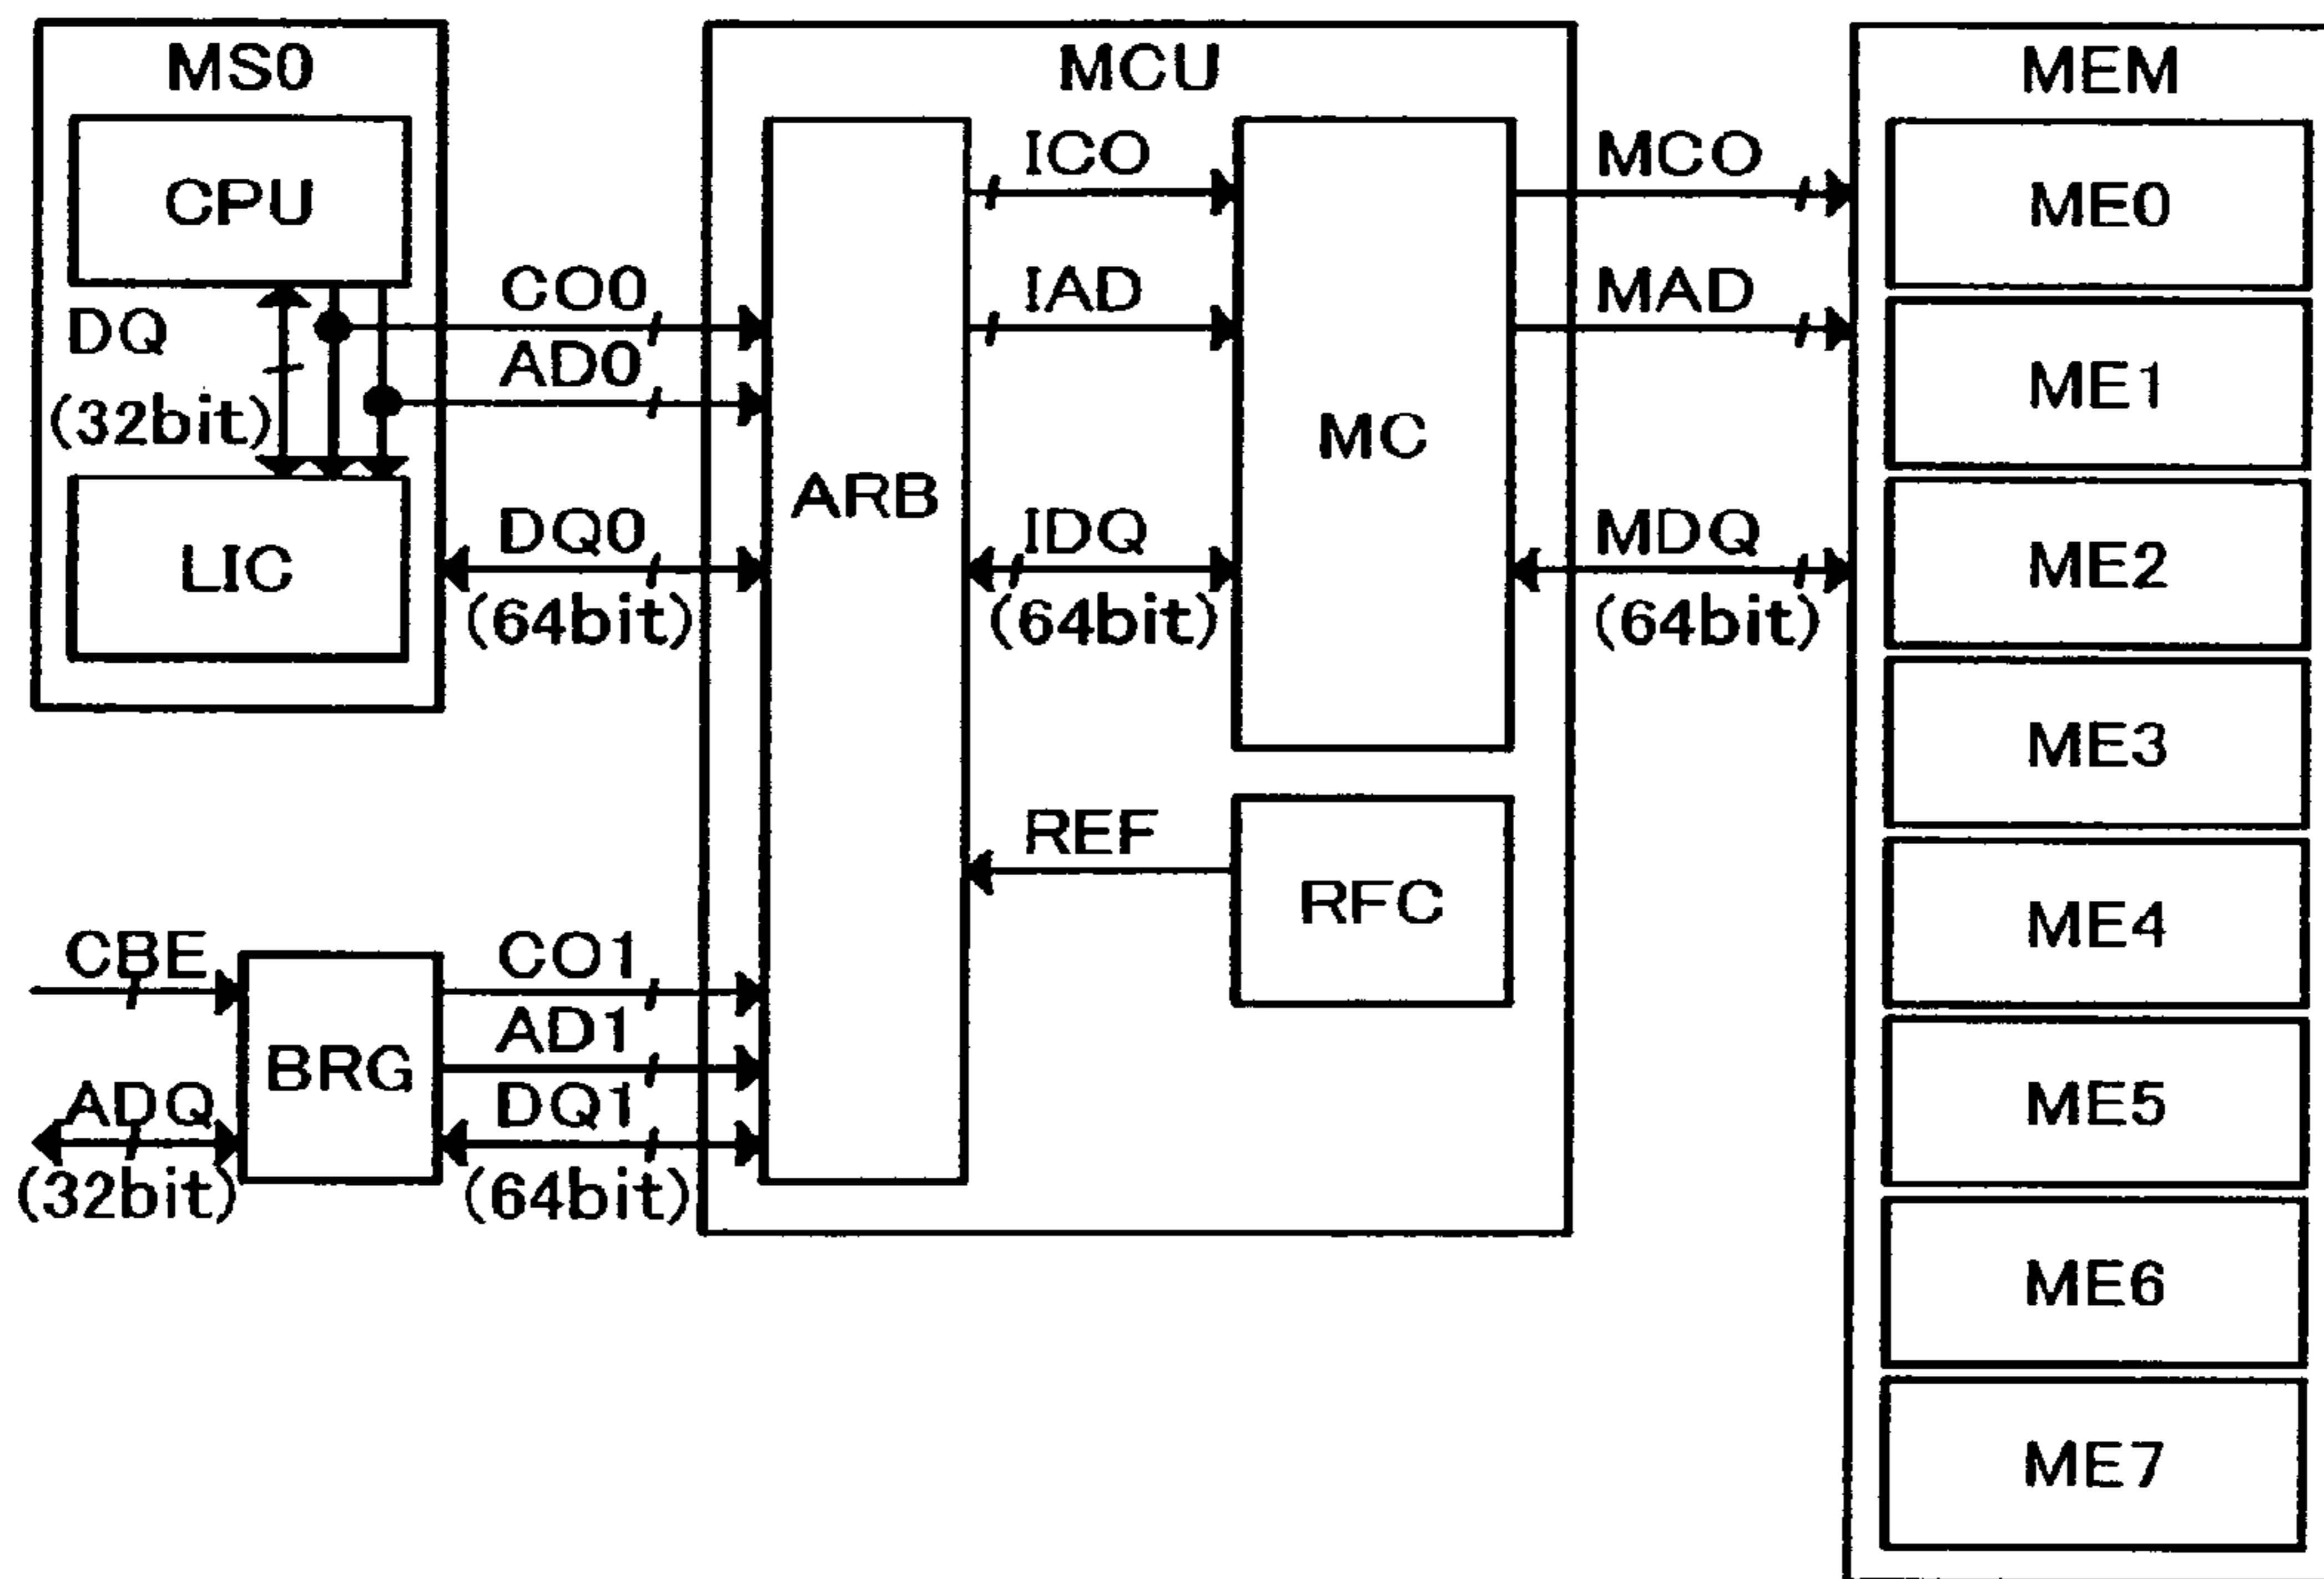 MS0
CPU
DQ
(32bit)
LIC
CO0
AD0
DQ0
(64bit)
CBE
ADQ
(32bit)
BRG
CO1
AD1
DQ1
(64bit)
MCU
ARB
ICO
IAD
IDQ
(64bit)
REF
MC
RFC
MCO
MAD
MDQ
(64bit)
MEM
ME0
ME1
ME2
ME3
ME4
ME5
ME6
ME7